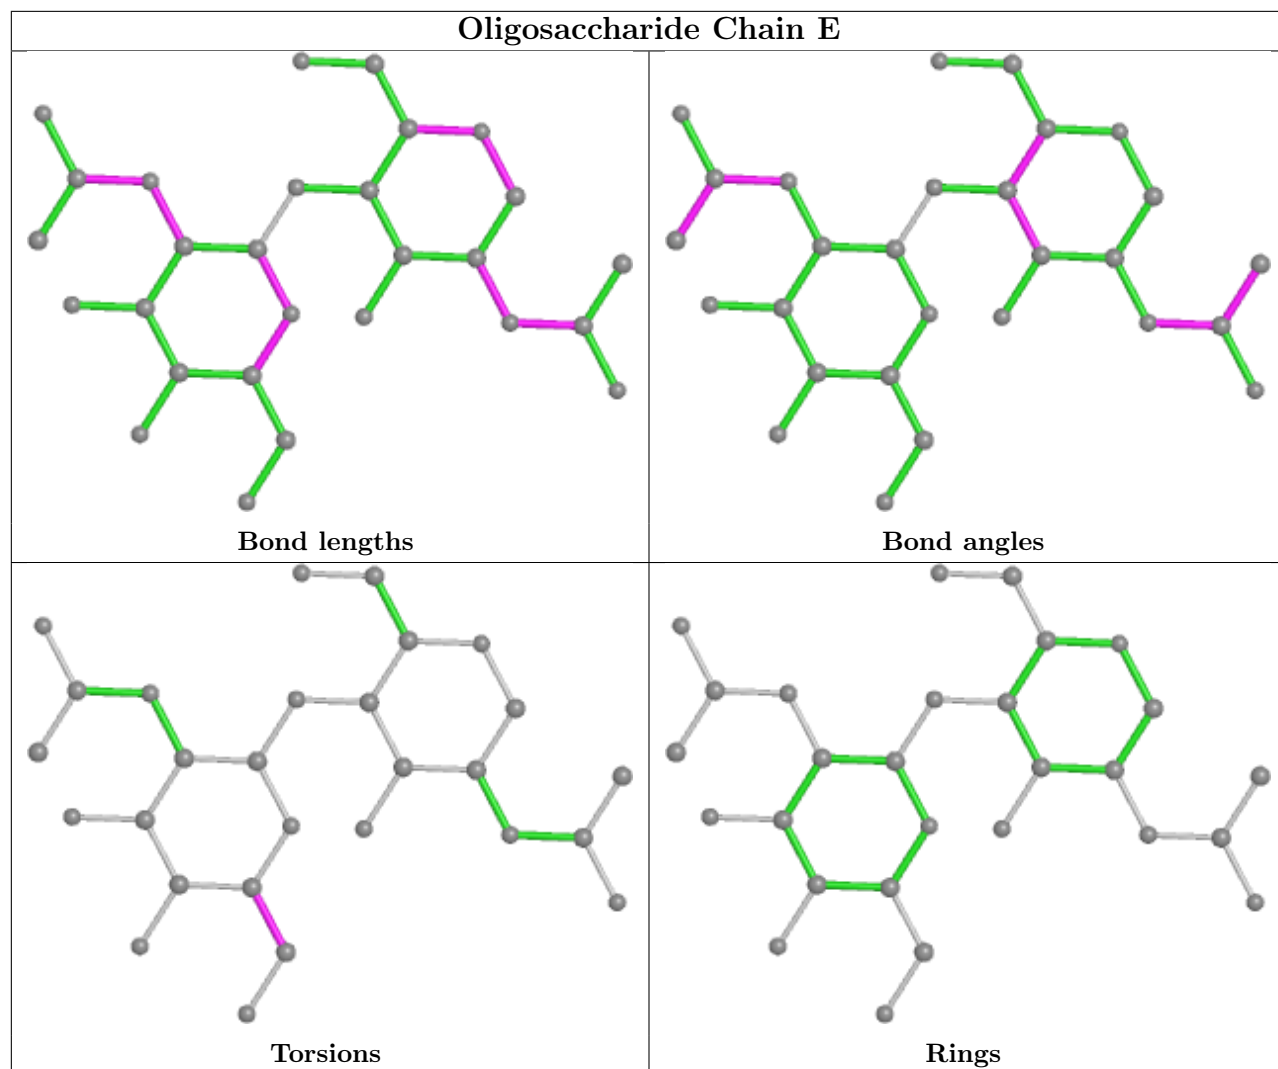 Oligosaccharide Chain E
Bond lengths
Bond angles
Torsions
Rings